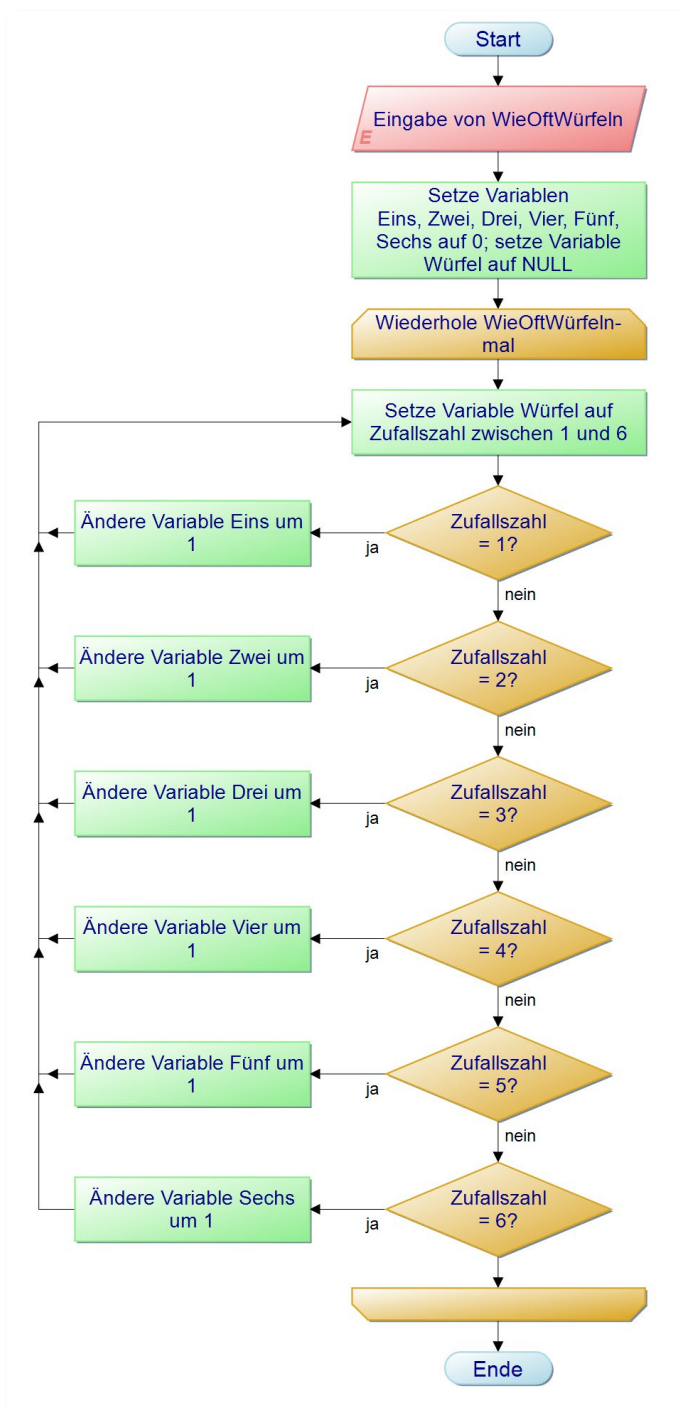 Start
Eingabe von WieOftWürfeln
E
Setze Variablen
Eins, Zwei, Drei, Vier, Fünf,
Sechs auf 0; setze Variable
Würfel auf NULL
Wiederhole WieOftWürfeln-
mal
Setze Variable Würfel auf
Zufallszahl zwischen 1 und 6
Zufallszahl
= 1?
ja
Ändere Variable Eins um
1
nein
Zufallszahl
= 2?
ja
Ändere Variable Zwei um
1
nein
Zufallszahl
= 3?
ja
Ändere Variable Drei um
1
nein
Zufallszahl
= 4?
ja
Ändere Variable Vier um
1
nein
Zufallszahl
= 5?
ja
Ändere Variable Fünf um
1
nein
Zufallszahl
= 6?
ja
Ändere Variable Sechs
um 1
Ende